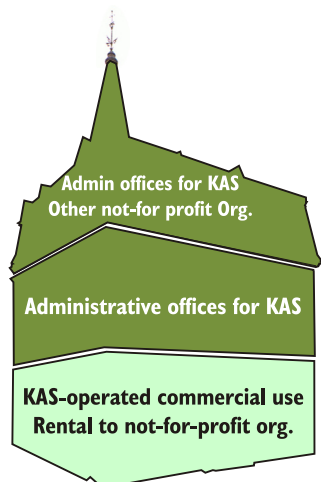 Admin offices for KAS
Other not-for profit Org.
Administrative offices for KAS
KAS-operated commercial use
Rental to not-for-profit org.